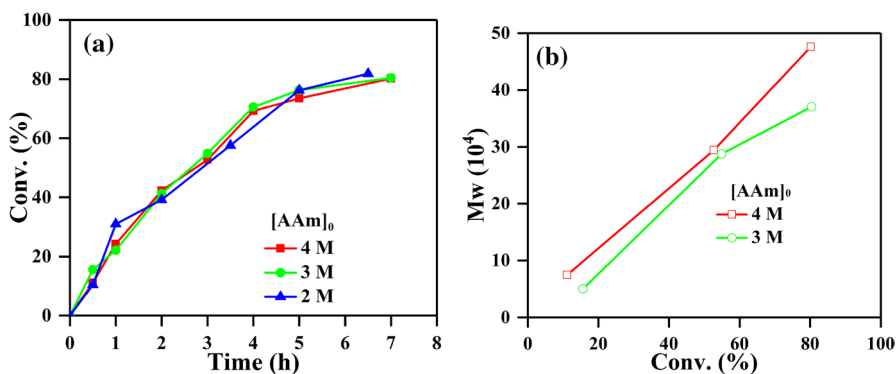 (a)
Conv. (%)
100
80
60
40
20
0
[AAm]₀
4 M
3 M
2 M
0 1 2 3 4 5 6 7 8
Time (h)
(b)
Mw (10⁴)
50
40
30
20
10
0
[AAm]₀
4 M
3 M
0 20 40 60 80 100
Conv. (%)